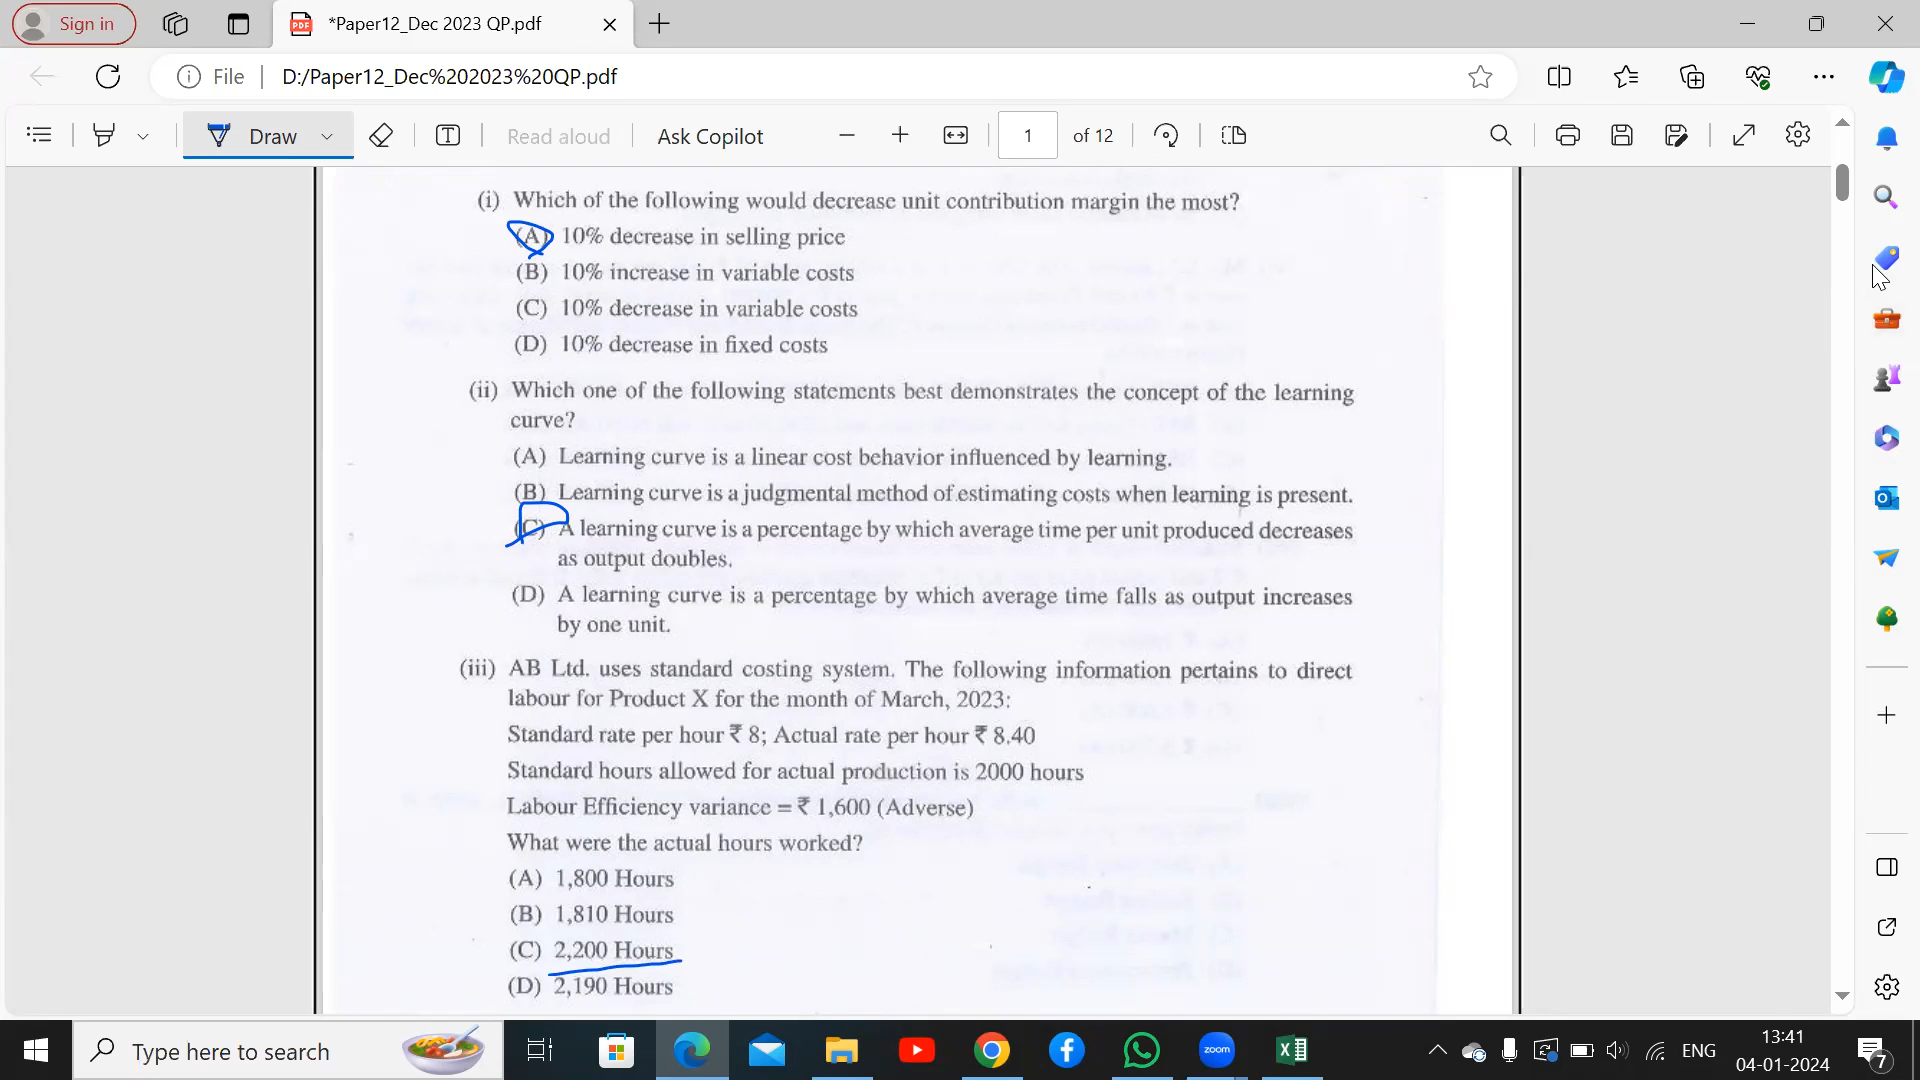 Sign in
*Paper12_Dec 2023 QP.pdf
File
D:/Paper12_Dec%202023%20QP.pdf
Draw
Read aloud
Ask Copilot
1 of 12
(i) Which of the following would decrease unit contribution margin the most?
(A) 10% decrease in selling price
(B) 10% increase in variable costs
(C) 10% decrease in variable costs
(D) 10% decrease in fixed costs
(ii) Which one of the following statements best demonstrates the concept of the learning
curve?
(A) Learning curve is a linear cost behavior influenced by learning.
(B) Learning curve is a judgmental method of estimating costs when learning is present.
(C) A learning curve is a percentage by which average time per unit produced decreases
as output doubles.
(D) A learning curve is a percentage by which average time falls as output increases
by one unit.
(iii) AB Ltd. uses standard costing system. The following information pertains to direct
labour for Product X for the month of March, 2023:
Standard rate per hour ₹ 8; Actual rate per hour ₹ 8.40
Standard hours allowed for actual production is 2000 hours
Labour Efficiency variance = ₹ 1,600 (Adverse)
What were the actual hours worked?
(A) 1,800 Hours
(B) 1,810 Hours
(C) 2,200 Hours
(D) 2,190 Hours
Type here to search
zoom
ENG
13:41
04-01-2024
7